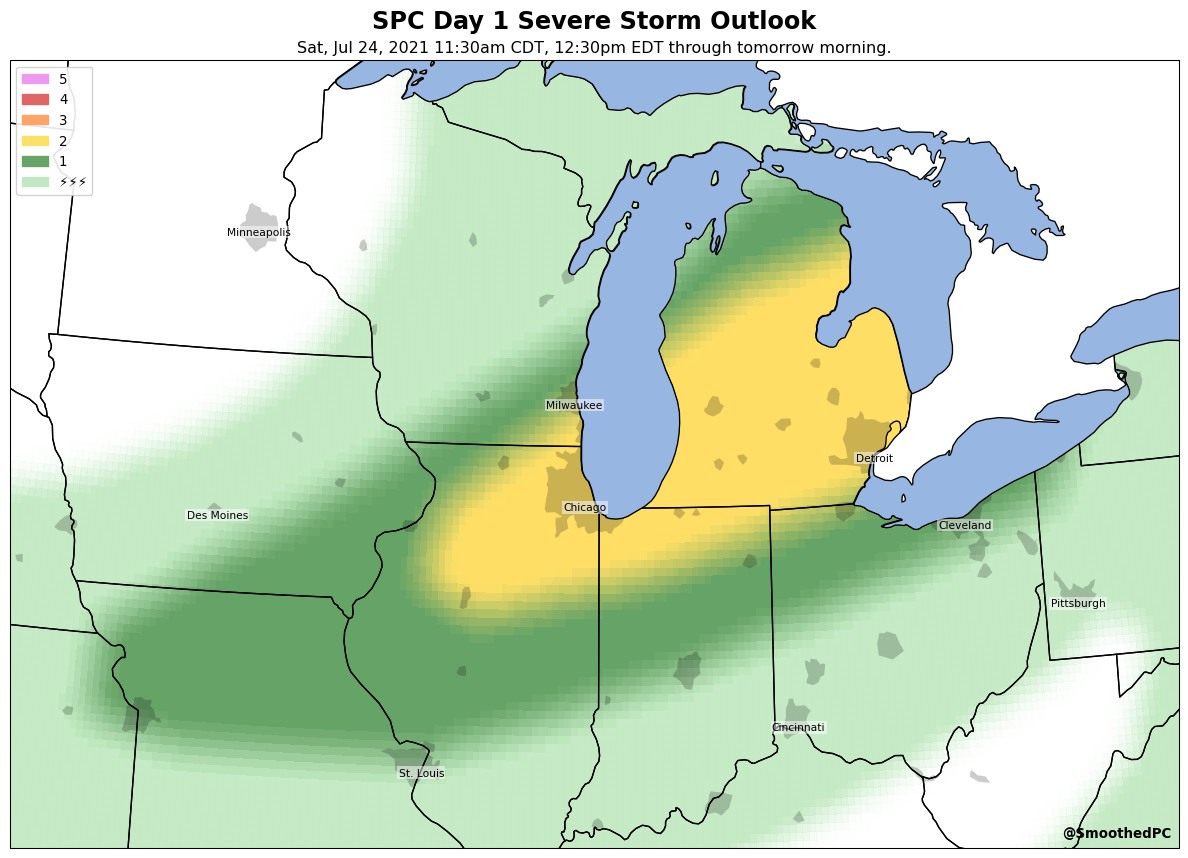 SPC Day 1 Severe Storm Outlook
Sat, Jul 24, 2021 11:30am CDT, 12:30pm EDT through tomorrow morning.
5
4
3
2
1
⚡⚡⚡
Minneapolis
Milwaukee
Detroit
Chicago
Des Moines
Cleveland
Pittsburgh
Cincinnati
St. Louis
@SmoothedPC